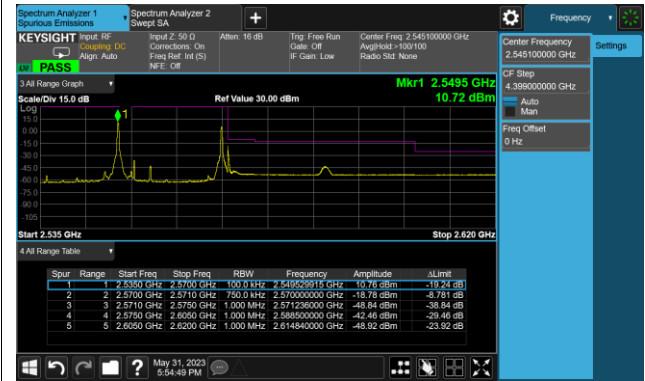 Spectrum Analyzer 1
Spurious Emissions
Spectrum Analyzer 2
Swept SA
Frequency
KEYSIGHT
Input: RF
Coupling: DC
Align: Auto
Input Z: 50 Ω
Corrections: On
Freq Ref: Int (S)
NFE: Off
Atten: 16 dB
Trig: Free Run
Gate: Off
IF Gain: Low
Center Freq: 2.545100000 GHz
Avg|Hold:>100/100
Radio Std: None
PASS
Center Frequency
2.545100000 GHz
Settings
CF Step
4.399000000 GHz
Auto
Man
Freq Offset
0 Hz
3 All Range Graph
Mkr1 2.5495 GHz
Scale/Div 15.0 dB
Ref Value 30.00 dBm
10.72 dBm
Log
1
15.0
0.00
-15.0
-30.0
-45.0
-60.0
-75.0
-90.0
-105
Start 2.535 GHz
Stop 2.620 GHz
4 All Range Table
Spur Range Start Freq Stop Freq RBW Frequency Amplitude ΔLimit
1 1 2.5350 GHz 2.5700 GHz 100.0 kHz 2.549529915 GHz 10.76 dBm -19.24 dB
2 2 2.5700 GHz 2.5710 GHz 750.0 kHz 2.570000000 GHz -18.78 dBm -8.781 dB
3 3 2.5710 GHz 2.5750 GHz 1.000 MHz 2.571236000 GHz -48.84 dBm -38.84 dB
4 4 2.5750 GHz 2.6050 GHz 1.000 MHz 2.588500000 GHz -42.46 dBm -29.46 dB
5 5 2.6050 GHz 2.6200 GHz 1.000 MHz 2.614840000 GHz -48.92 dBm -23.92 dB
May 31, 2023
5:54:49 PM